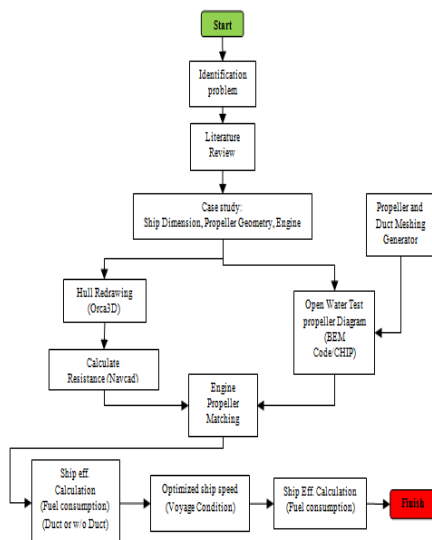 Start
Identification
problem
Literature
Review
Case study:
Ship Dimension, Propeller Geometry, Engine
Propeller and
Duct Meshing
Generator
Hull Redrawing
(Orca3D)
Open Water Test
propeller Diagram
(BEM
Code/CHIP)
Calculate
Resistance (Navcad)
Engine
Propeller
Matching
Ship eff.
Calculation
(Fuel consumption)
(Duct or w/o Duct)
Optimized ship speed
(Voyage Condition)
Ship Eff. Calculation
(Fuel consumption)
Finish